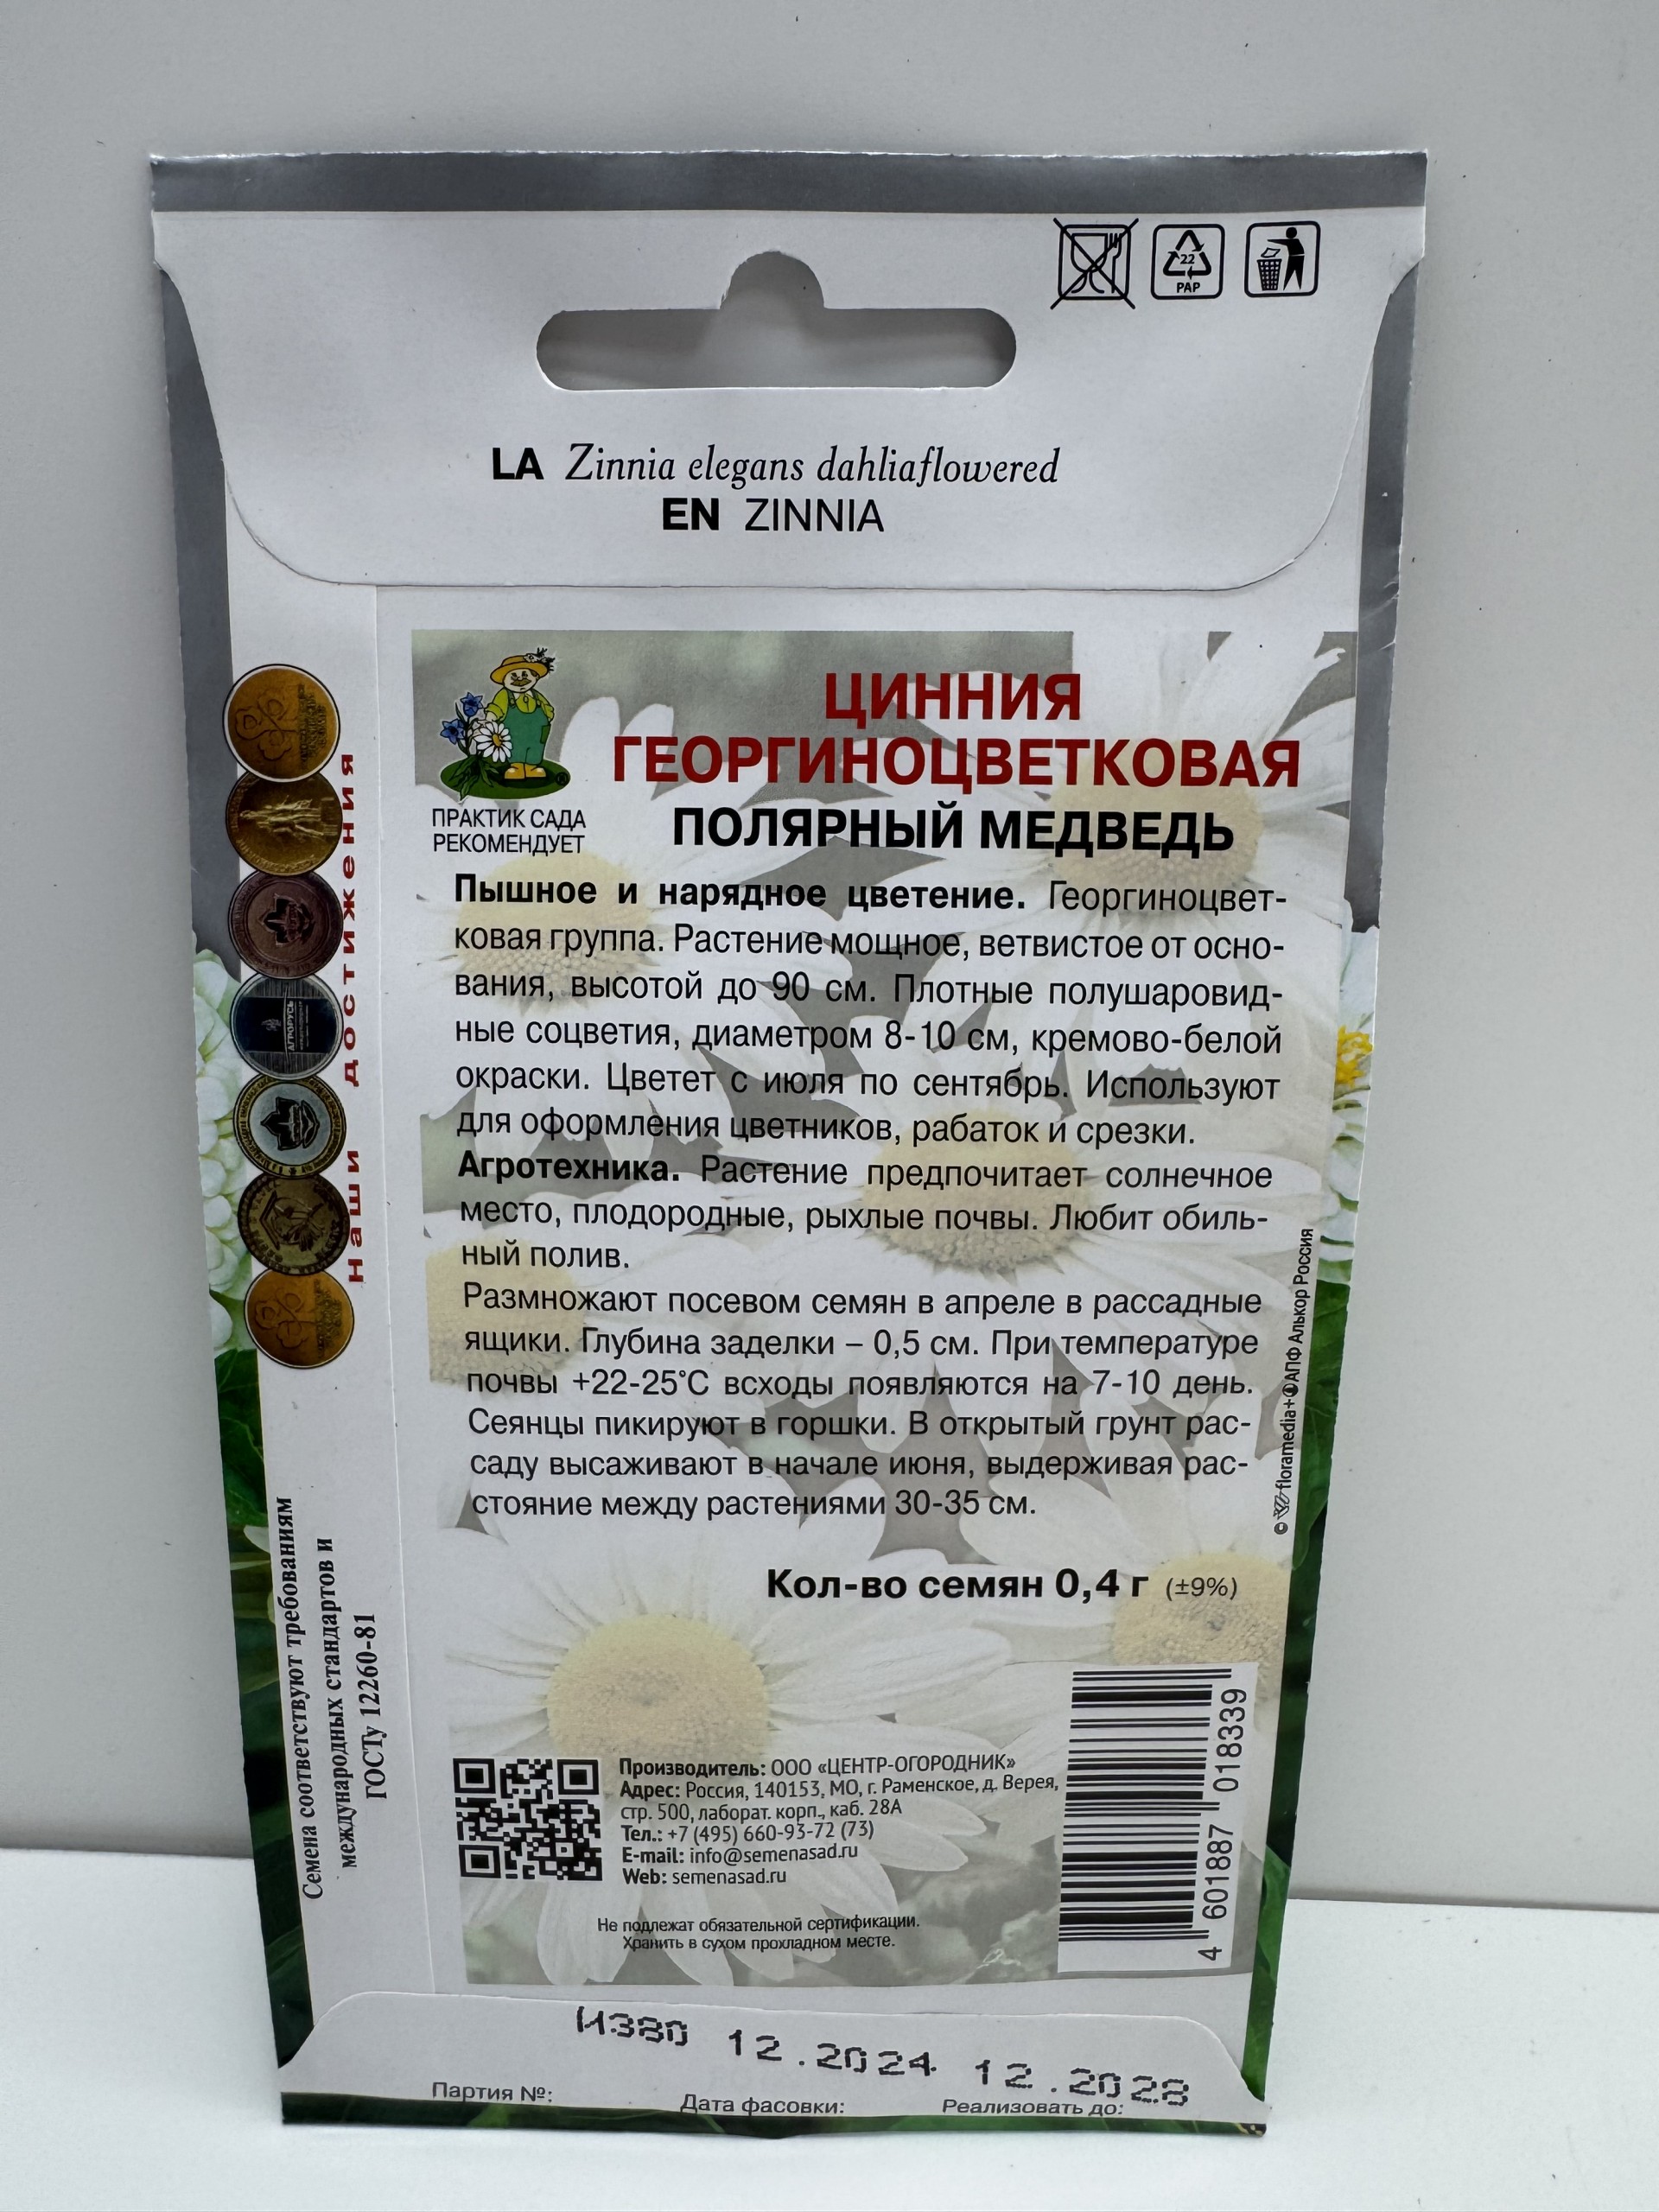 22
PAP
LA Zinnia elegans dahliaflowered
EN ZINNIA
ПРАКТИК САДА
РЕКОМЕНДУЕТ
ЦИННИЯ
ГЕОРГИНОЦВЕТКОВАЯ
ПОЛЯРНЫЙ МЕДВЕДЬ
Пышное и нарядное цветение. Георгиноцвет-
ковая группа. Растение мощное, ветвистое от осно-
вания, высотой до 90 см. Плотные полушаровид-
ные соцветия, диаметром 8-10 см, кремово-белой
окраски. Цветет с июля по сентябрь. Используют
для оформления цветников, рабаток и срезки.
Агротехника. Растение предпочитает солнечное
место, плодородные, рыхлые почвы. Любит обиль-
ный полив.
Размножают посевом семян в апреле в рассадные
ящики. Глубина заделки – 0,5 см. При температуре
почвы +22-25°C всходы появляются на 7-10 день.
Сеянцы пикируют в горшки. В открытый грунт рас-
саду высаживают в начале июня, выдерживая рас-
стояние между растениями 30-35 см.
Кол-во семян 0,4 г (±9%)
Производитель: ООО «ЦЕНТР-ОГОРОДНИК»
Адрес: Россия, 140153, МО, г. Раменское, д. Верея,
стр. 500, лаборат. корп., каб. 28А
Тел.: +7 (495) 660-93-72 (73)
E-mail: info@semenasad.ru
Web: semenasad.ru
Не подлежат обязательной сертификации.
Хранить в сухом прохладном месте.
4 601887 018339
© floramedia+ АПФ Алькор Россия
наши достижения
АГРОРУСЬ
Семена соответствуют требованиям
международных стандартов и
ГОСТу 12260-81
И380 12.2024 12.2028
Партия №: Дата фасовки: Реализовать до: